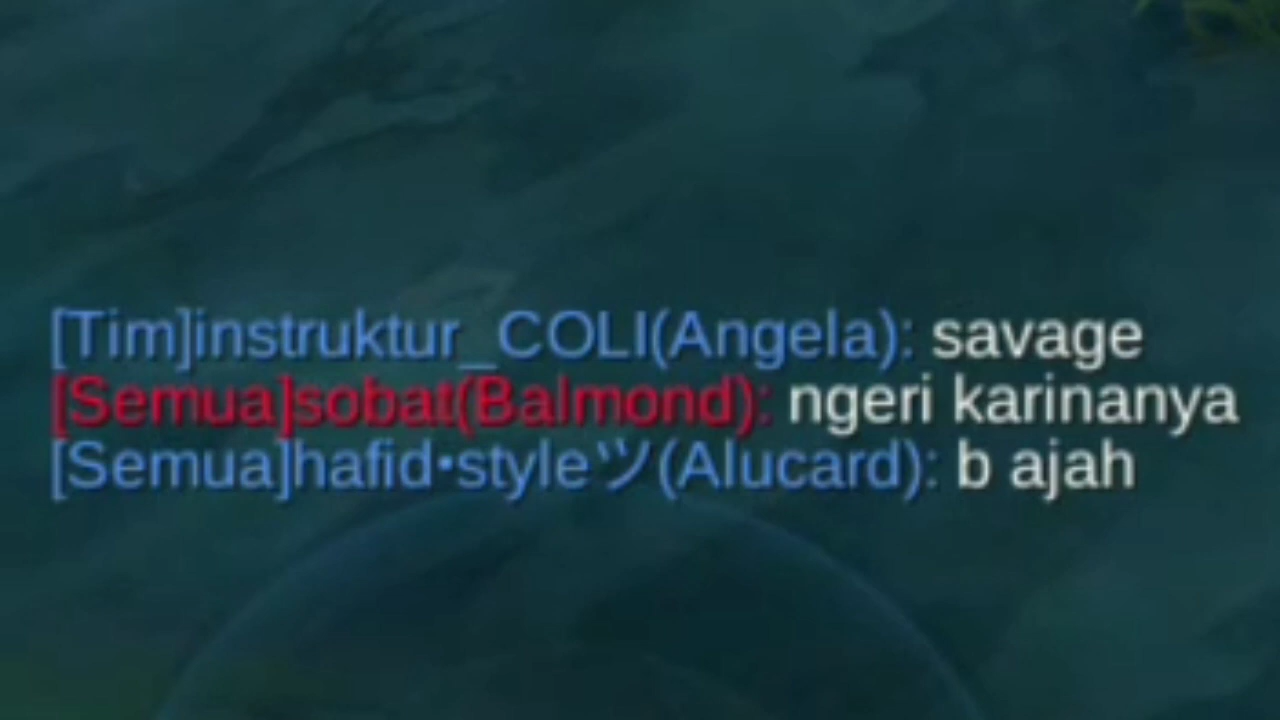 [Tim]instruktur_COLI(Angela): savage
[Semua]sobat(Balmond): ngeri karinanya
[Semua]hafid•styleツ(Alucard): b ajah